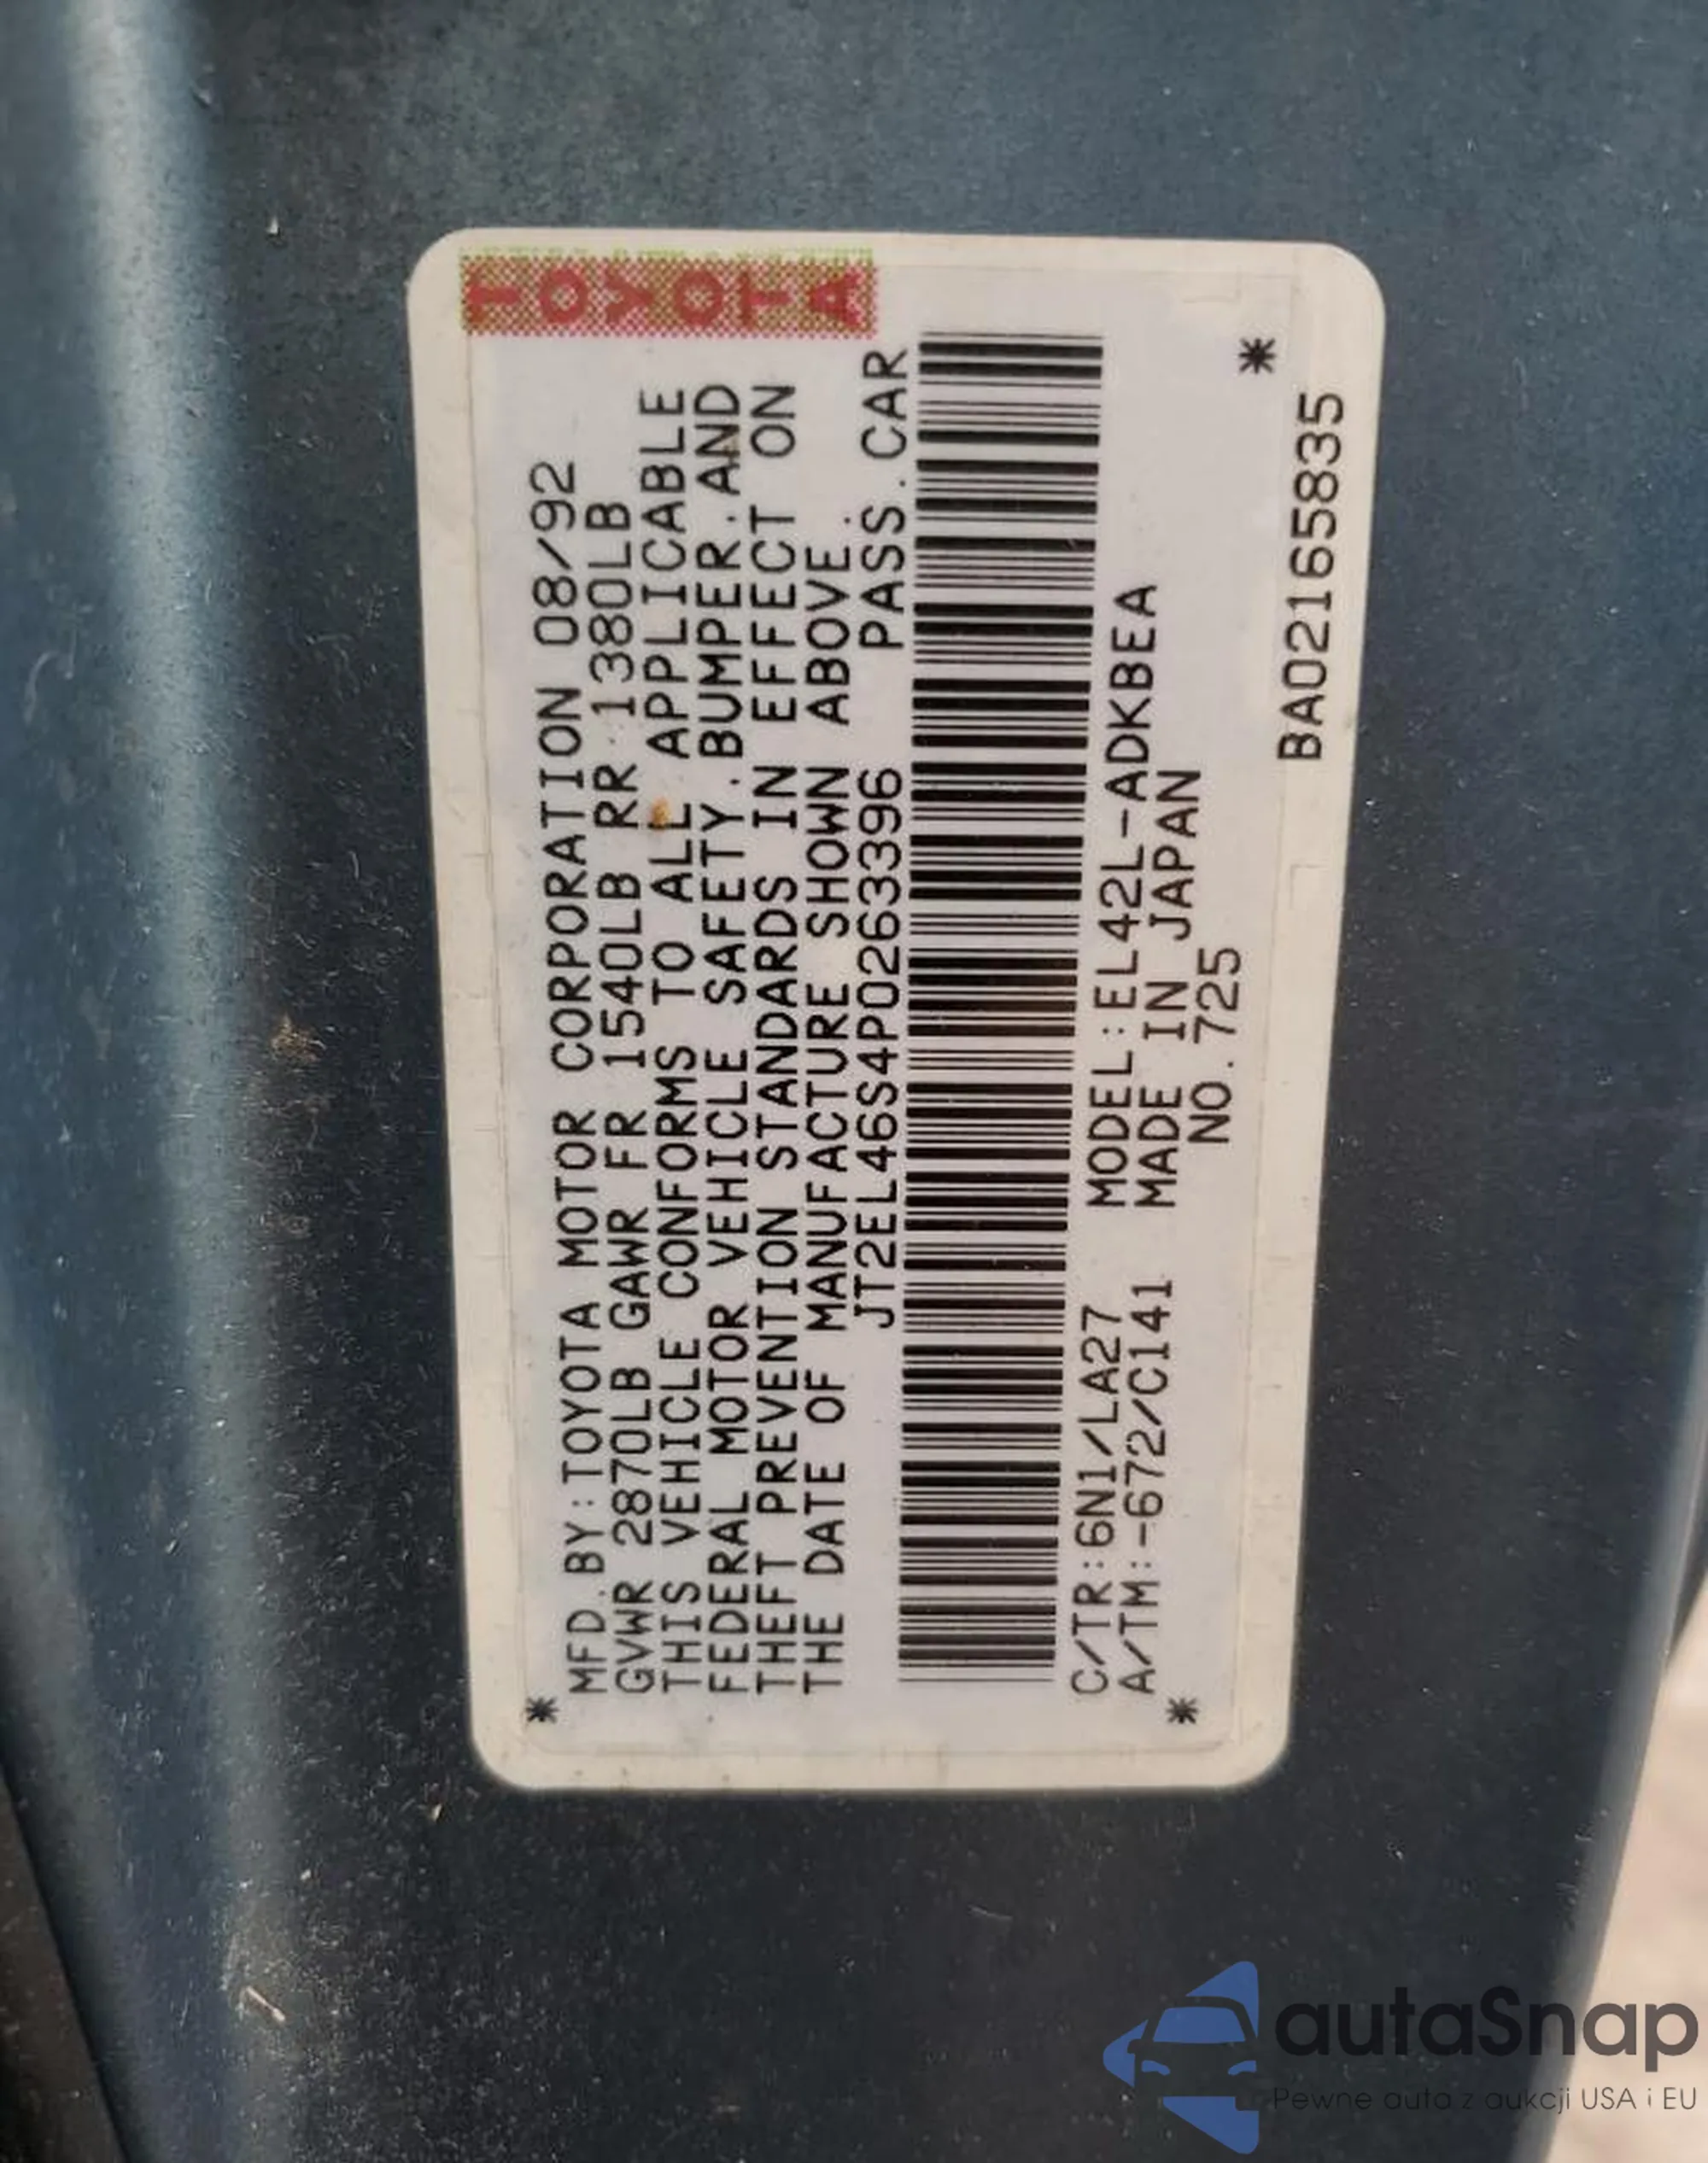 TOYOTA
MFD.BY:TOYOTA MOTOR CORPORATION 08/92
GVWR 2870LB GAWR FR 1540LB RR 1380LB
THIS VEHICLE CONFORMS TO ALL APPLICABLE
FEDERAL MOTOR VEHICLE SAFETY.BUMPER.AND
THEFT PREVENTION STANDARDS IN EFFECT ON
THE DATE OF MANUFACTURE SHOWN ABOVE.
JT2EL46S4P0263396 PASS.CAR
C/TR:6N1/LA27 MODEL:EL42L-ADKBEA
A/TM:-672/C141 MADE IN JAPAN
NO.725
BA02165835
autaSnap
Pewne auta z aukcji USA i EU